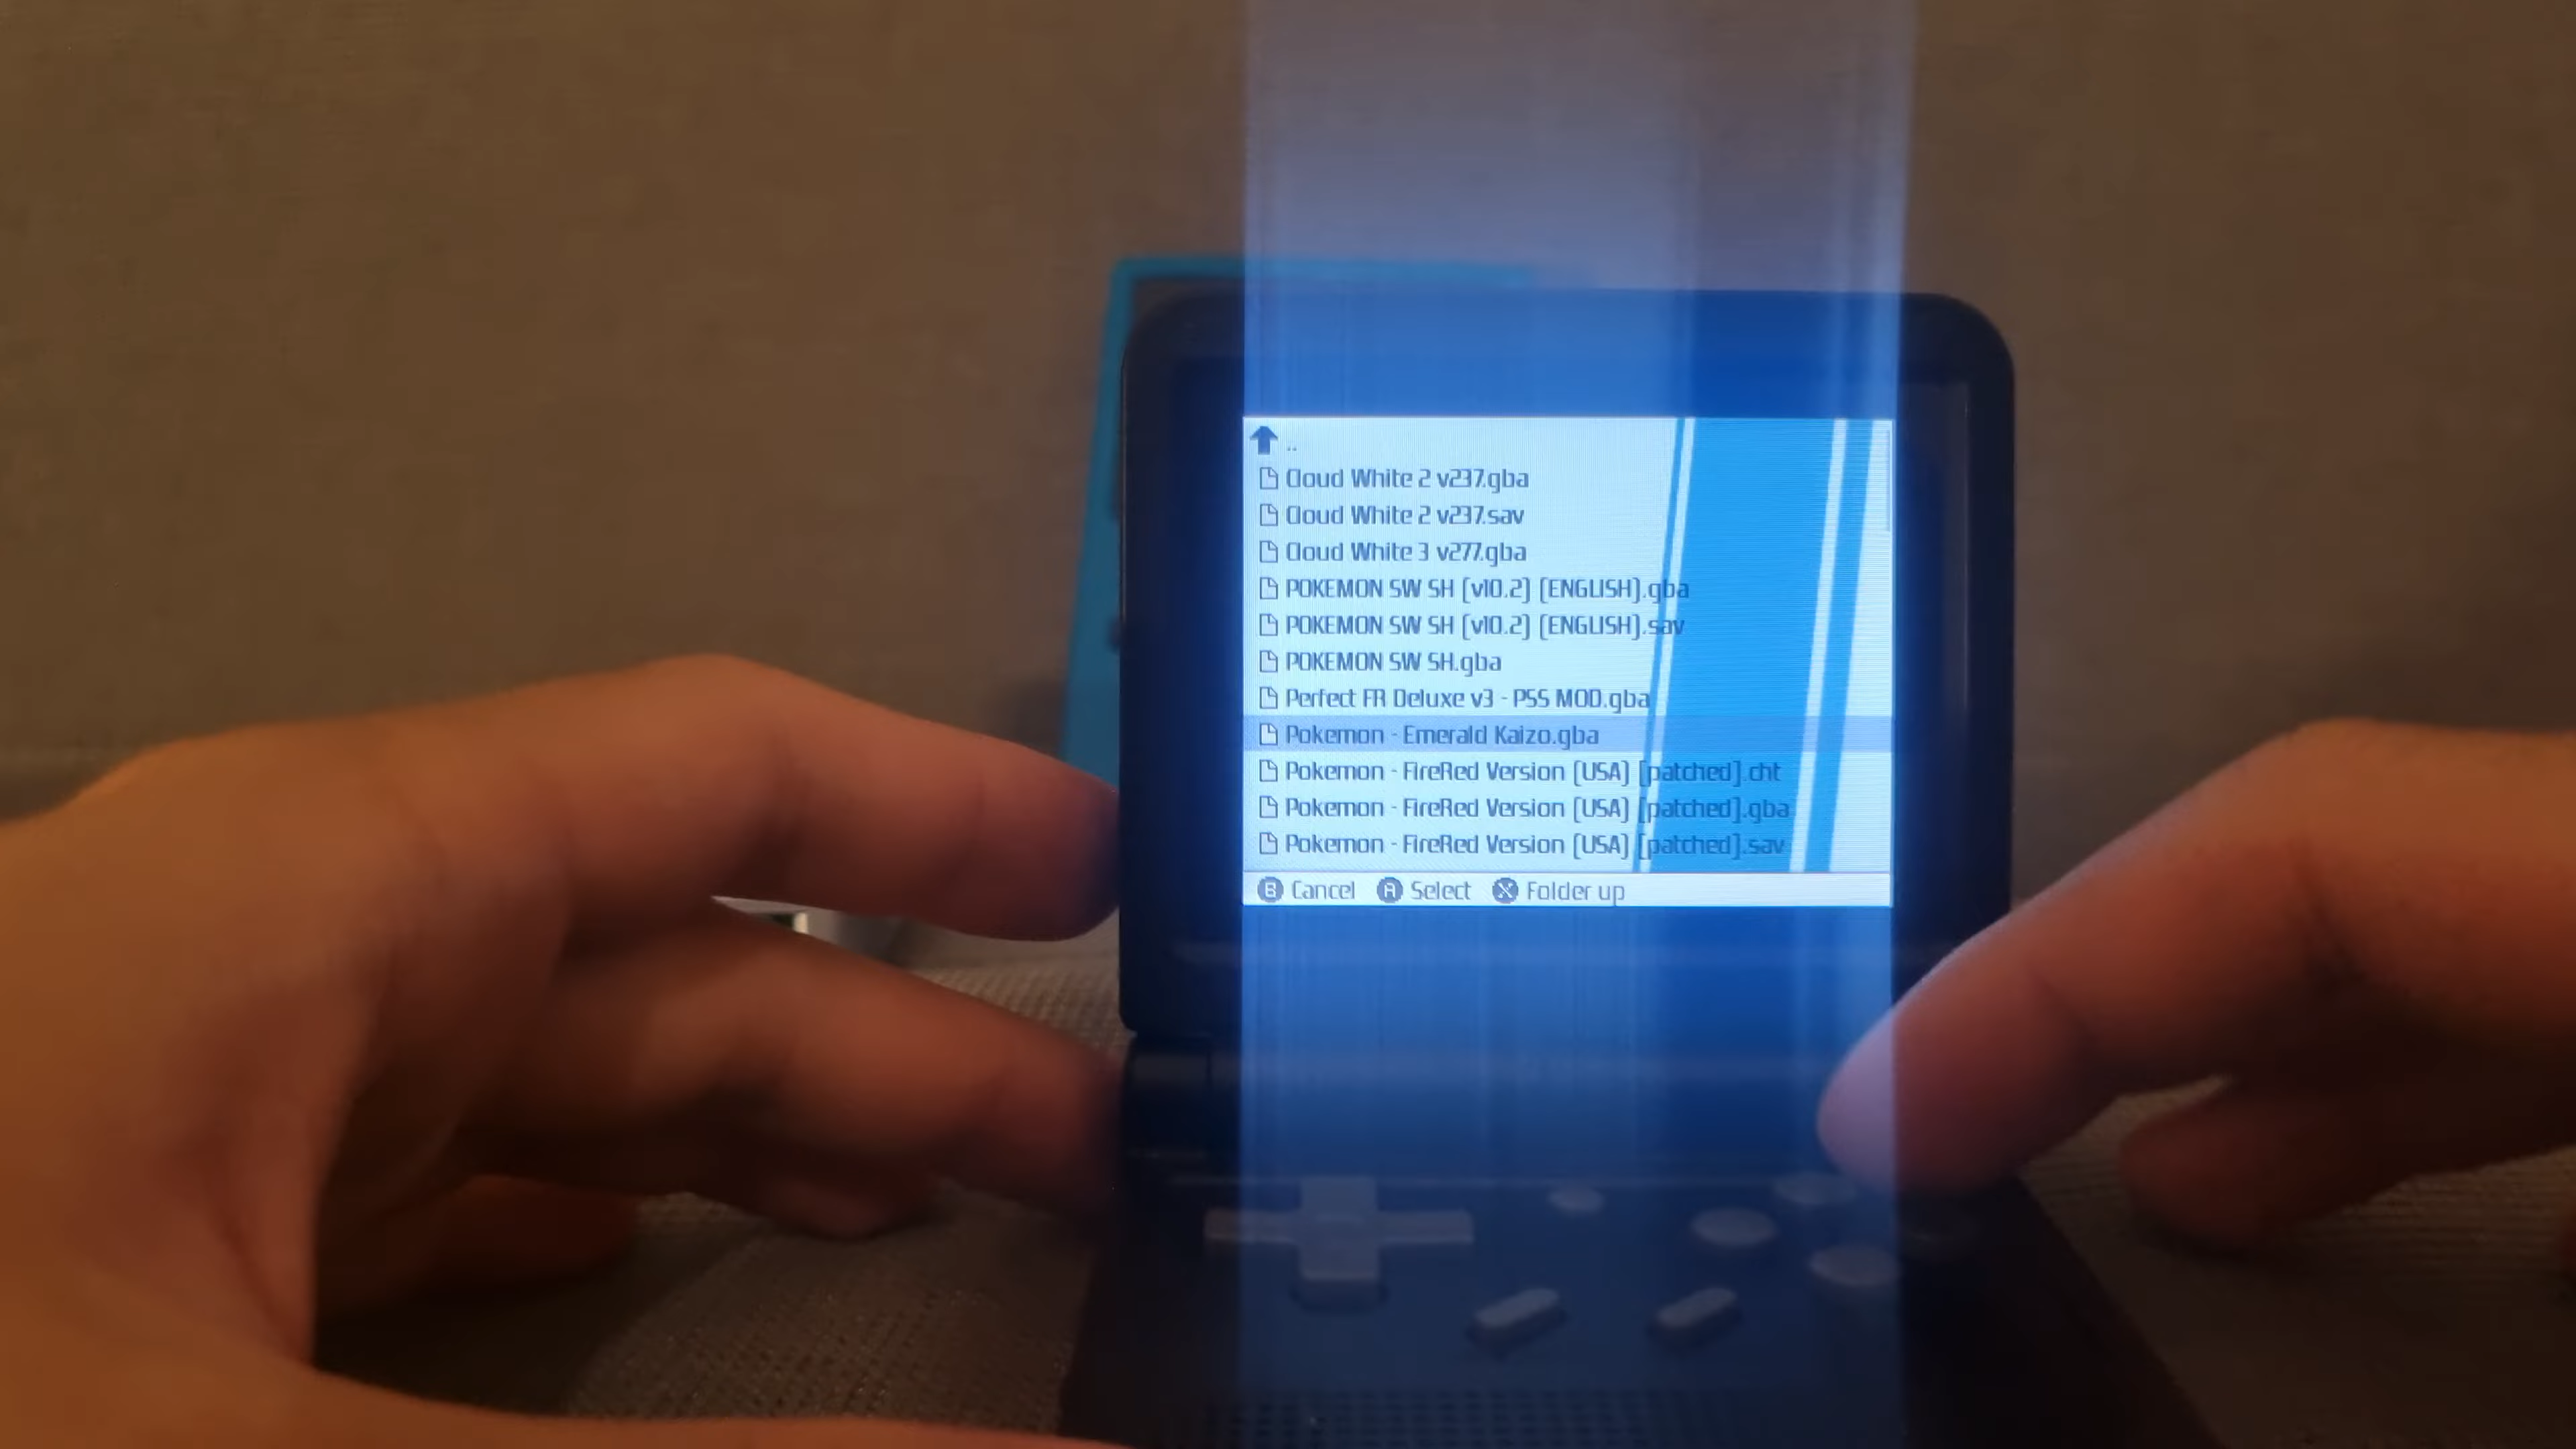 ..
Cloud White 2 v237.gba
Cloud White 2 v237.sav
Cloud White 3 v277.gba
POKEMON SW SH [v10.2] [ENGLISH].gba
POKEMON SW SH [v10.2] [ENGLISH].sav
POKEMON SW SH.gba
Perfect FR Deluxe v3 - PSS MOD.gba
Pokemon - Emerald Kaizo.gba
Pokemon - FireRed Version (USA) [patched].cht
Pokemon - FireRed Version (USA) [patched].gba
Pokemon - FireRed Version (USA) [patched].sav
B Cancel A Select X Folder up